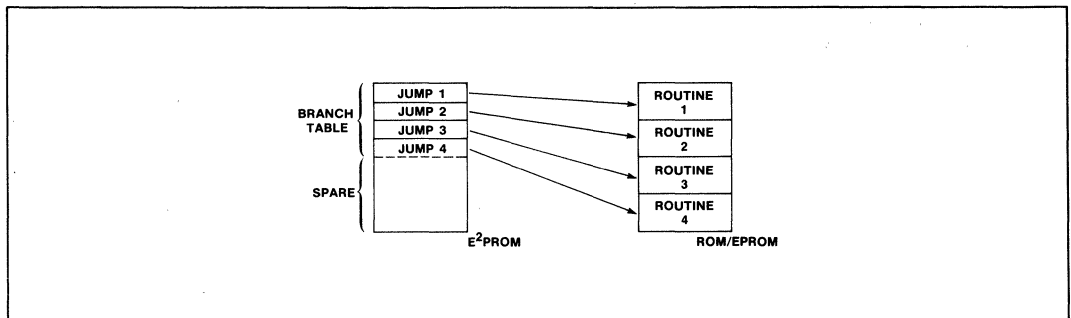 JUMP 1
JUMP 2
JUMP 3
JUMP 4
BRANCH
TABLE
SPARE
E²PROM
ROUTINE
1
ROUTINE
2
ROUTINE
3
ROUTINE
4
ROM/EPROM